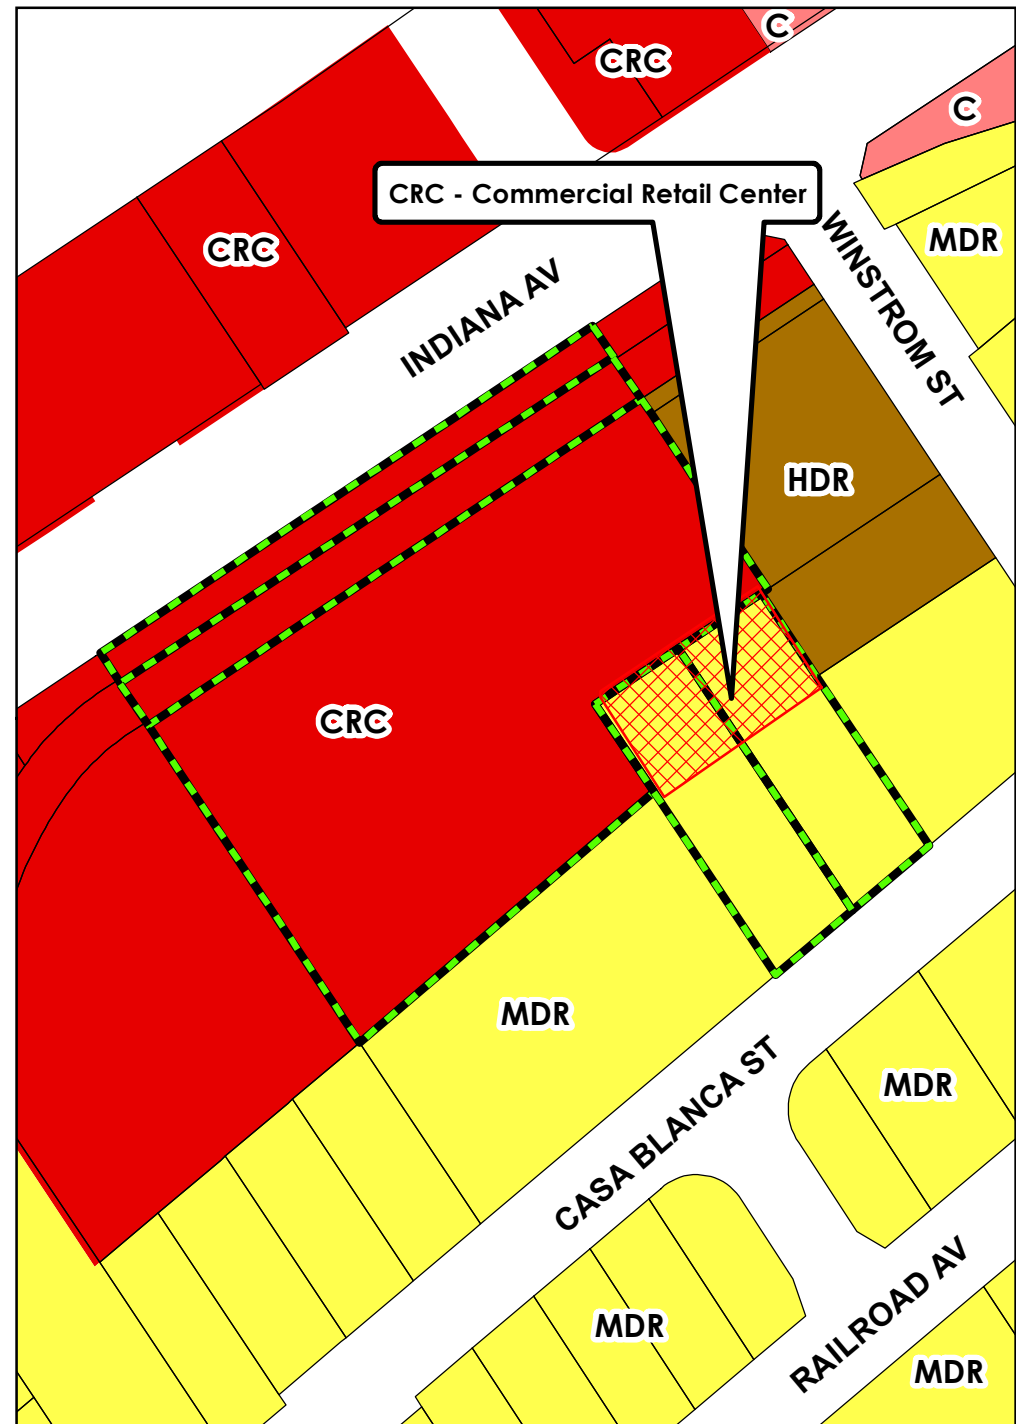 C
CRC
C
CRC - Commercial Retail Center
WINSTROM ST
MDR
CRC
INDIANA AV
HDR
CRC
MDR
CASA BLANCA ST
MDR
RAILROAD AV
MDR
MDR